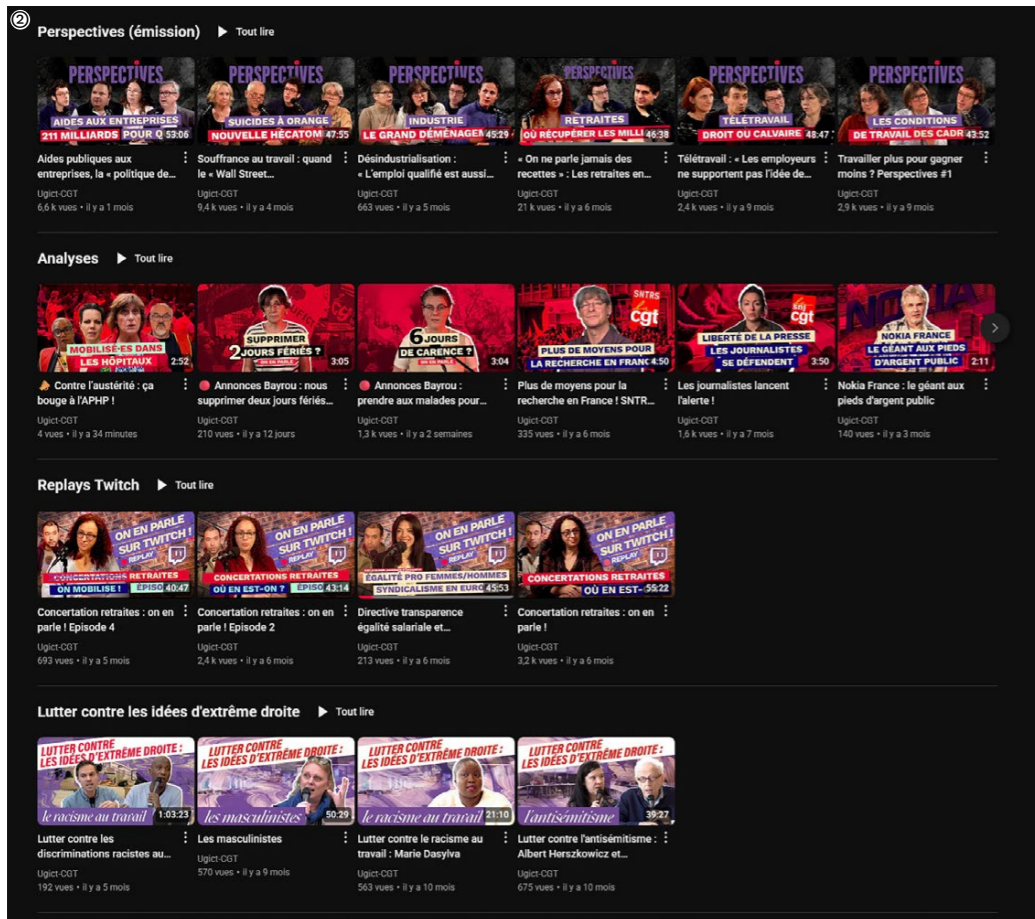 ②
Perspectives (émission) Tout lire
PERSPECTIVES
AIDES AUX ENTREPRISES
211 MILLIARDS POUR Q 53:06
Aides publiques aux
entreprises, la « politique de...
Ugict-CGT
6,6 k vues • il y a 1 mois
PERSPECTIVES
SUICIDES À ORANGE
NOUVELLE HÉCATOM 47:55
Souffrance au travail : quand
le « Wall Street...
Ugict-CGT
9,4 k vues • il y a 4 mois
PERSPECTIVES
INDUSTRIE
LE GRAND DÉMÉNAGE 45:29
Désindustrialisation :
« L'emploi qualifié est aussi...
Ugict-CGT
663 vues • il y a 5 mois
PERSPECTIVES
RETRAITES
OÙ RÉCUPÉRER LES MILLI 46:38
« On ne parle jamais des
recettes » : Les retraites en...
Ugict-CGT
21 k vues • il y a 6 mois
PERSPECTIVES
TÉLÉTRAVAIL
DROIT OU CALVAIRE 48:47
Télétravail : « Les employeurs
ne supportent pas l'idée de...
Ugict-CGT
2,4 k vues • il y a 9 mois
PERSPECTIVES
LES CONDITIONS
DE TRAVAIL DES CADR 43:52
Travailler plus pour gagner
moins ? Perspectives #1
Ugict-CGT
2,9 k vues • il y a 9 mois
Analyses Tout lire
MOBILISÉ·ES DANS
LES HÔPITAUX 2:52
Contre l'austérité : ça
bouge à l'APHP !
Ugict-CGT
4 vues • il y a 34 minutes
SUPPRIMER
2 JOURS FÉRIÉS ?
ON EN PARLE 3:05
Annonces Bayrou : nous
supprimer deux jours fériés...
Ugict-CGT
210 vues • il y a 12 jours
6 JOURS
DE CARENCE ?
ON EN PARLE 3:04
Annonces Bayrou :
prendre aux malades pour...
Ugict-CGT
1,3 k vues • il y a 2 semaines
SNTRS
cgt
PLUS DE MOYENS POUR
LA RECHERCHE EN FRANC 4:50
Plus de moyens pour la
recherche en France ! SNTR...
Ugict-CGT
335 vues • il y a 6 mois
snj
cgt
LIBERTÉ DE LA PRESSE
LES JOURNALISTES
SE DÉFENDENT 3:50
Les journalistes lancent
l'alerte !
Ugict-CGT
1,6 k vues • il y a 7 mois
NOKIA
NOKIA FRANCE
LE GÉANT AUX PIEDS
D'ARGENT PUBLIC 2:11
Nokia France : le géant aux
pieds d'argent public
Ugict-CGT
140 vues • il y a 3 mois
Replays Twitch Tout lire
ON EN PARLE
SUR TWITCH !
REPLAY
CONCERTATIONS RETRAITES
ON MOBILISE ! ÉPISO 40:47
Concertation retraites : on en
parle ! Episode 4
Ugict-CGT
693 vues • il y a 5 mois
ON EN PARLE
SUR TWITCH !
REPLAY
CONCERTATIONS RETRAITES
OÙ EN EST-ON ? ÉPISO 43:14
Concertation retraites : on en
parle ! Episode 2
Ugict-CGT
2,4 k vues • il y a 6 mois
ON EN PARLE
SUR TWITCH !
REPLAY
ÉGALITÉ PRO FEMMES/HOMMES
SYNDICALISME EN EURO 45:53
Directive transparence
égalité salariale et...
Ugict-CGT
213 vues • il y a 6 mois
ON EN PARLE
SUR TWITCH !
REPLAY
CONCERTATIONS RETRAITES
OÙ EN EST- 55:22
Concertation retraites : on en
parle !
Ugict-CGT
3,2 k vues • il y a 6 mois
Lutter contre les idées d'extrême droite Tout lire
LUTTER CONTRE
LES IDÉES D'EXTRÊME DROITE :
le racisme au travail 1:03:23
Lutter contre les
discriminations racistes au...
Ugict-CGT
192 vues • il y a 5 mois
LUTTER CONTRE
LES IDÉES D'EXTRÊME DROITE :
les masculinistes 50:29
Les masculinistes
Ugict-CGT
570 vues • il y a 9 mois
LUTTER CONTRE
LES IDÉES D'EXTRÊME DROITE :
le racisme au travail 21:10
Lutter contre le racisme au
travail : Marie Dasylva
Ugict-CGT
563 vues • il y a 10 mois
LUTTER CONTRE
LES IDÉES D'EXTRÊME DROITE :
l'antisémitisme 39:27
Lutter contre l'antisémitisme :
Albert Herszkowicz et...
Ugict-CGT
675 vues • il y a 10 mois